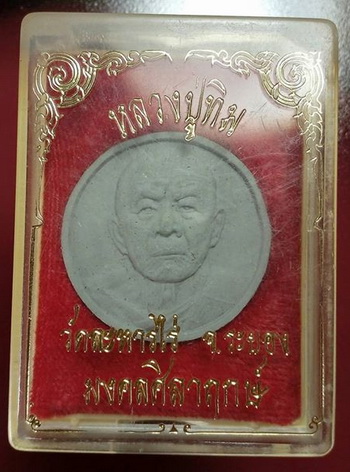 หลวงปู่ทิม
วัดละหารไร่ จ.ระยอง
มงคลศิลาฤกษ์